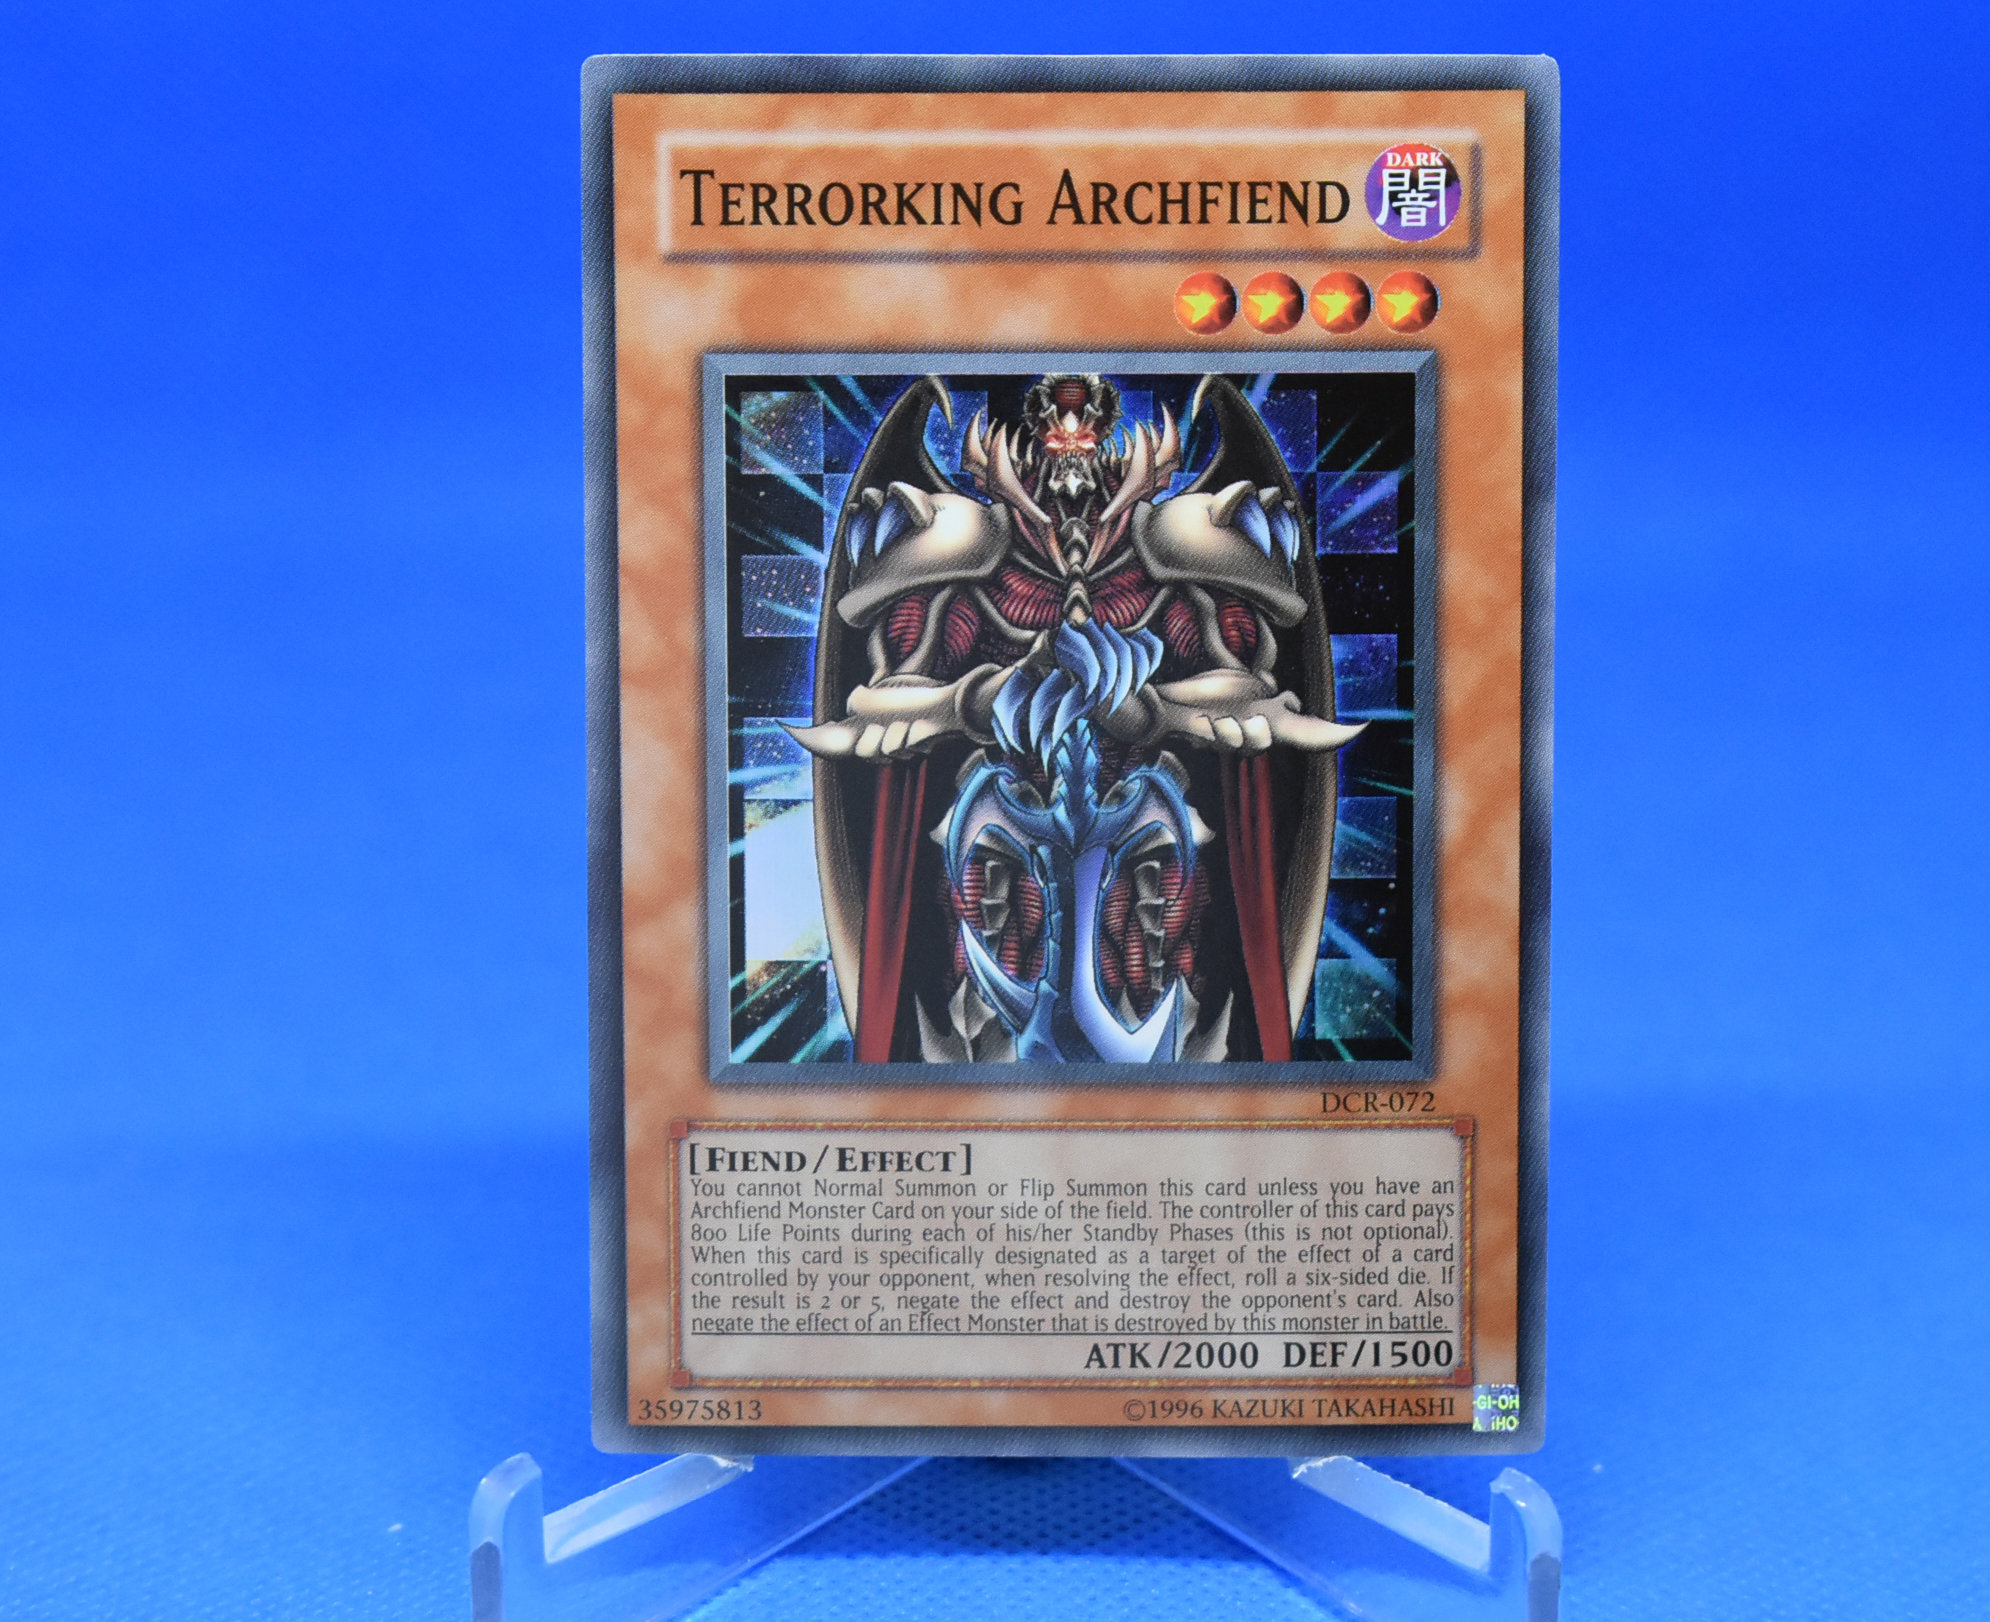 TERRORKING ARCHFIEND
DARK
闇
DCR-072
[FIEND/EFFECT]
You cannot Normal Summon or Flip Summon this card unless you have an
Archfiend Monster Card on your side of the field. The controller of this card pays
800 Life Points during each of his/her Standby Phases (this is not optional).
When this card is specifically designated as a target of the effect of a card
controlled by your opponent, when resolving the effect, roll a six-sided die. If
the result is 2 or 5, negate the effect and destroy the opponent's card. Also
negate the effect of an Effect Monster that is destroyed by this monster in battle.
ATK/2000 DEF/1500
35975813
©1996 KAZUKI TAKAHASHI
-GI-OH